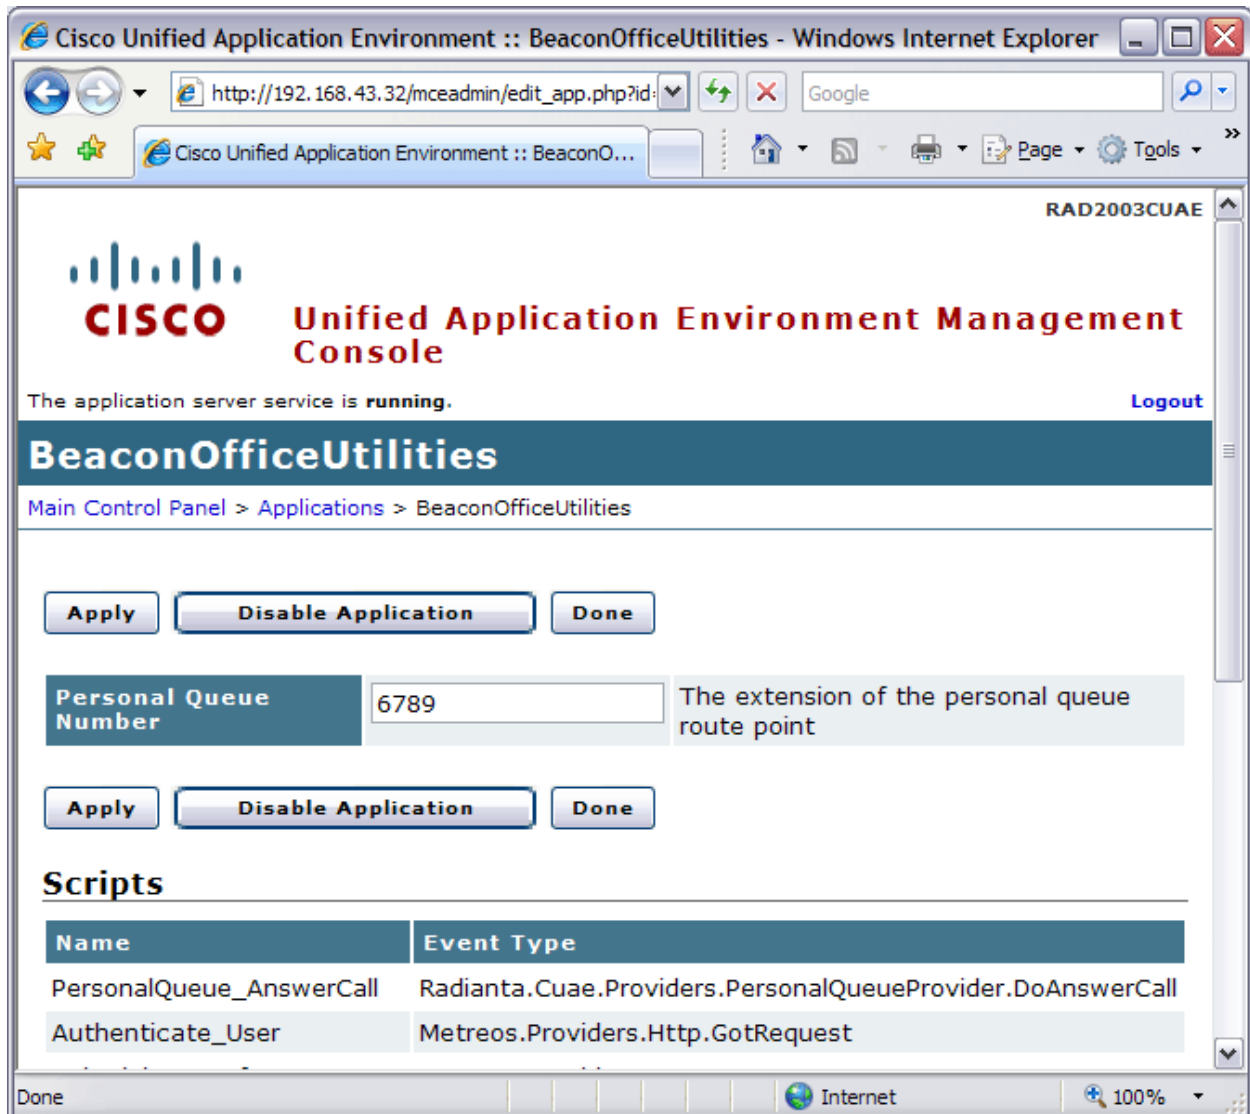 Cisco Unified Application Environment :: BeaconOfficeUtilities - Windows Internet Explorer
http://192.168.43.32/mceadmin/edit_app.php?id
Google
Cisco Unified Application Environment :: BeaconO...
Page
Tools
»
RAD2003CUAE
CISCO
Unified Application Environment Management
Console
The application server service is running.
Logout
BeaconOfficeUtilities
Main Control Panel > Applications > BeaconOfficeUtilities
Apply Disable Application Done
Personal Queue
Number
6789
The extension of the personal queue
route point
Apply Disable Application Done
Scripts
Name Event Type
PersonalQueue_AnswerCall Radianta.Cuae.Providers.PersonalQueueProvider.DoAnswerCall
Authenticate_User Metreos.Providers.Http.GotRequest
Done Internet 100%